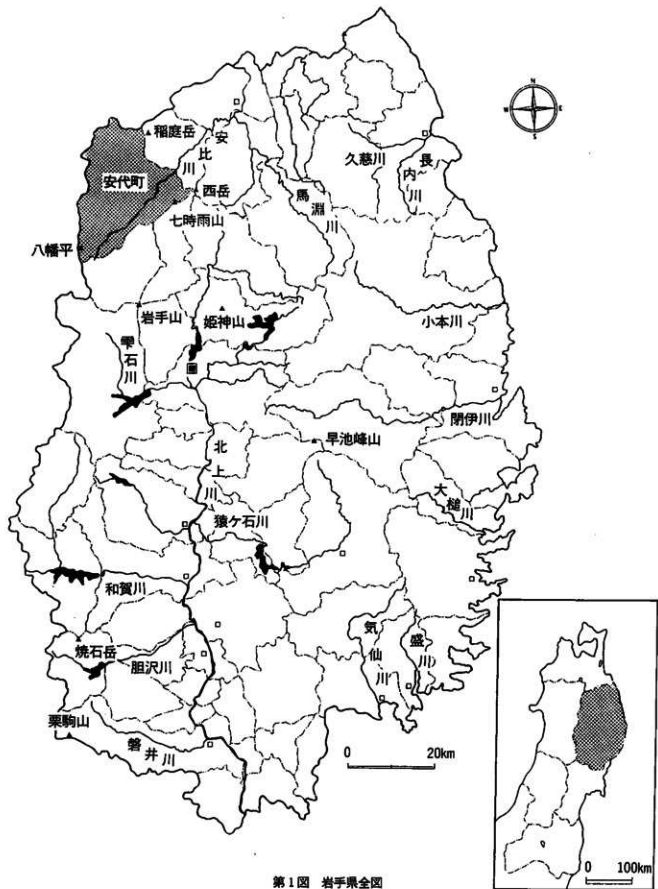 N
W
E
S
稲庭岳
安比川
久慈川
長内川
安代町
西岳
馬淵川
七時雨山
八幡平
岩手山
姫神山
小本川
雫石川
閉伊川
早池峰山
北上川
大槌川
猿ケ石川
和賀川
気仙川
盛川
焼石岳
胆沢川
栗駒山
磐井川
0 20km
0 100km
第1図 岩手県全図